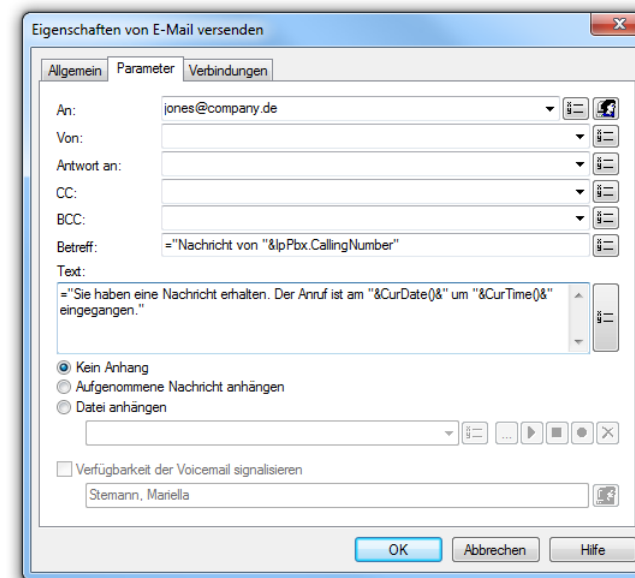 Eigenschaften von E-Mail versenden
Allgemein Parameter Verbindungen
An: jones@company.de
Von:
Antwort an:
CC:
BCC:
Betreff: ="Nachricht von "&IpPbx.CallingNumber"
Text:
="Sie haben eine Nachricht erhalten. Der Anruf ist am "&CurDate()&" um "&CurTime()&"
eingegangen."
Kein Anhang
Aufgenommene Nachricht anhängen
Datei anhängen
...
Verfügbarkeit der Voicemail signalisieren
Stemann, Mariella
OK Abbrechen Hilfe